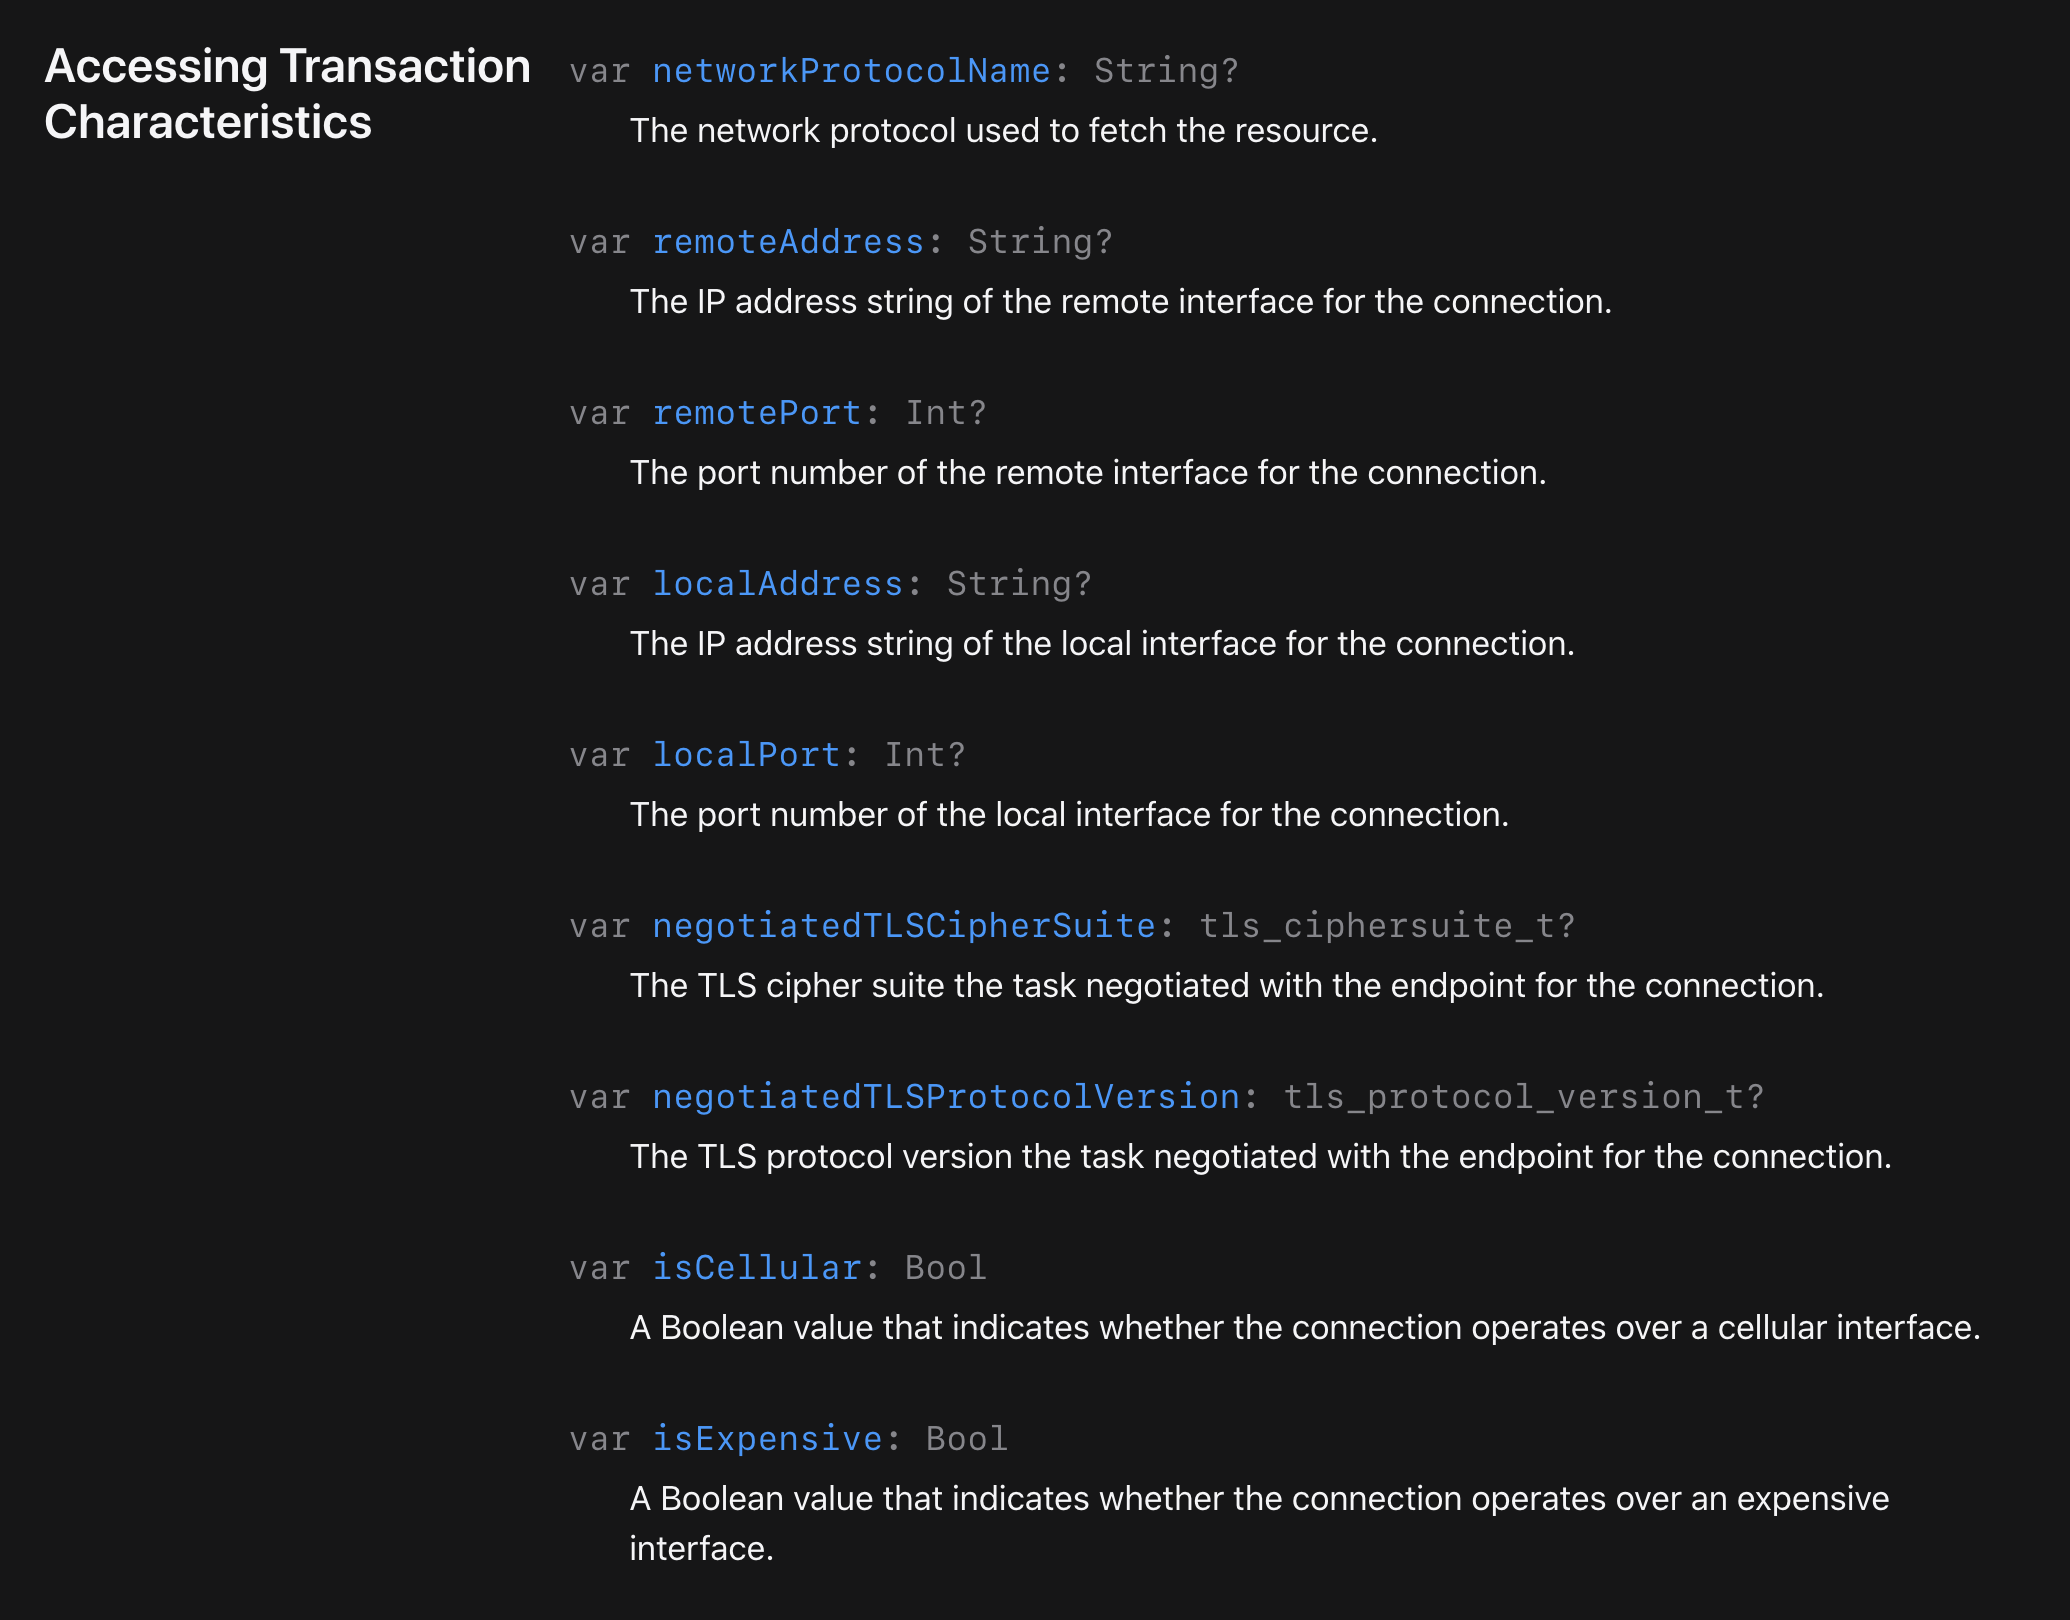 Accessing Transaction
Characteristics
var networkProtocolName: String?
The network protocol used to fetch the resource.
var remoteAddress: String?
The IP address string of the remote interface for the connection.
var remotePort: Int?
The port number of the remote interface for the connection.
var localAddress: String?
The IP address string of the local interface for the connection.
var localPort: Int?
The port number of the local interface for the connection.
var negotiatedTLSCipherSuite: tls_ciphersuite_t?
The TLS cipher suite the task negotiated with the endpoint for the connection.
var negotiatedTLSProtocolVersion: tls_protocol_version_t?
The TLS protocol version the task negotiated with the endpoint for the connection.
var isCellular: Bool
A Boolean value that indicates whether the connection operates over a cellular interface.
var isExpensive: Bool
A Boolean value that indicates whether the connection operates over an expensive
interface.